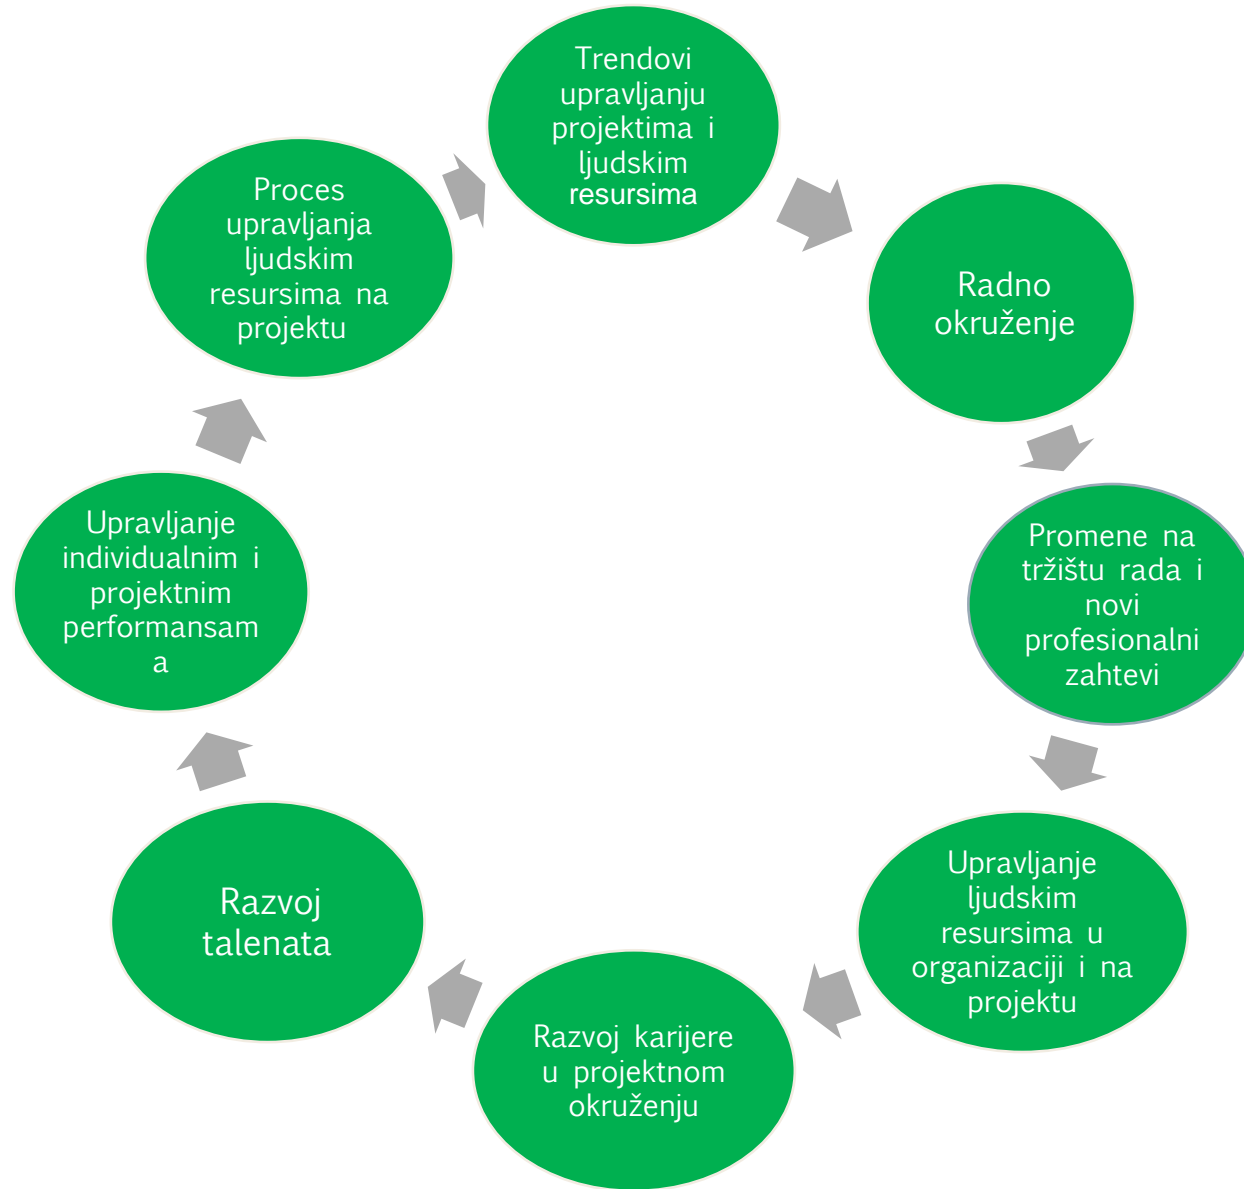 Trendovi
upravljanju
projektima i
ljudskim
resursima
Radno
okruženje
Promene na
tržištu rada i
novi
profesionalni
zahtevi
Upravljanje
ljudskim
resursima u
organizaciji i na
projektu
Razvoj karijere
u projektnom
okruženju
Razvoj
talenata
Upravljanje
individualnim i
projektnim
performansam
a
Proces
upravljanja
ljudskim
resursima na
projektu